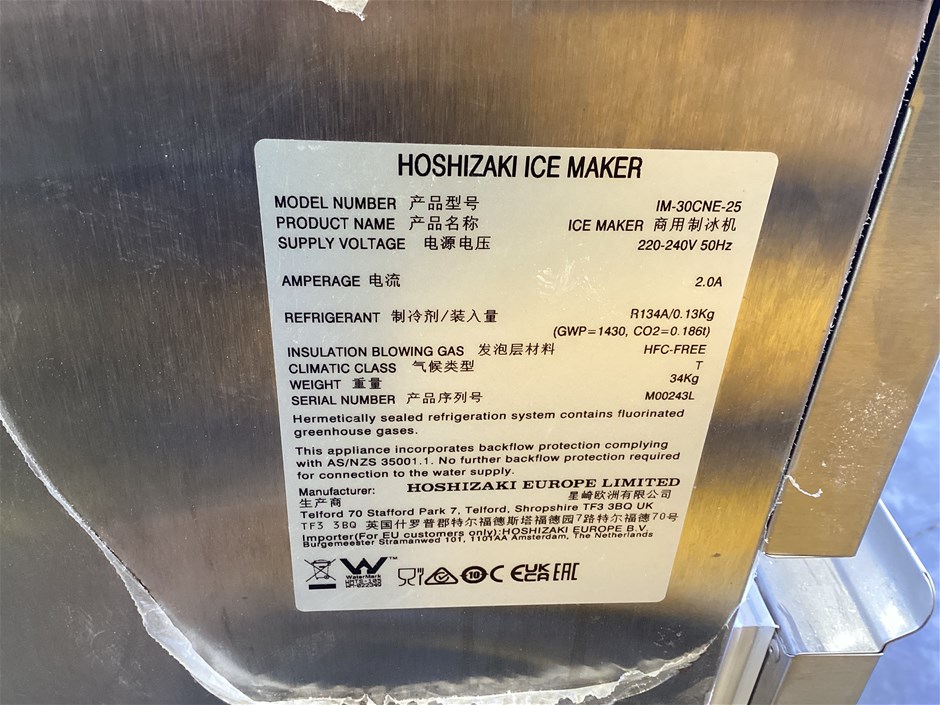 HOSHIZAKI ICE MAKER
MODEL NUMBER 产品型号 IM-30CNE-25
PRODUCT NAME 产品名称 ICE MAKER 商用制冰机
SUPPLY VOLTAGE 电源电压 220-240V 50Hz
AMPERAGE 电流 2.0A
REFRIGERANT 制冷剂/装入量 R134A/0.13Kg
(GWP=1430, CO2=0.186t)
INSULATION BLOWING GAS 发泡层材料 HFC-FREE
CLIMATIC CLASS 气候类型 T
WEIGHT 重量 34Kg
SERIAL NUMBER 产品序列号 M00243L
Hermetically sealed refrigeration system contains fluorinated
greenhouse gases.
This appliance incorporates backflow protection complying
with AS/NZS 35001.1. No further backflow protection required
for connection to the water supply.
Manufacturer: HOSHIZAKI EUROPE LIMITED
生产商 星崎欧洲有限公司
Telford 70 Stafford Park 7, Telford, Shropshire TF3 3BQ UK
TF3 3BQ 英国什罗普郡特尔福德斯塔福德园7路特尔福德70号
Importer(For EU customers only):HOSHIZAKI EUROPE B.V.
Burgemeester Stramanweg 101, 1101AA Amsterdam, The Netherlands
W™
WaterMark
10 UKCA EAC